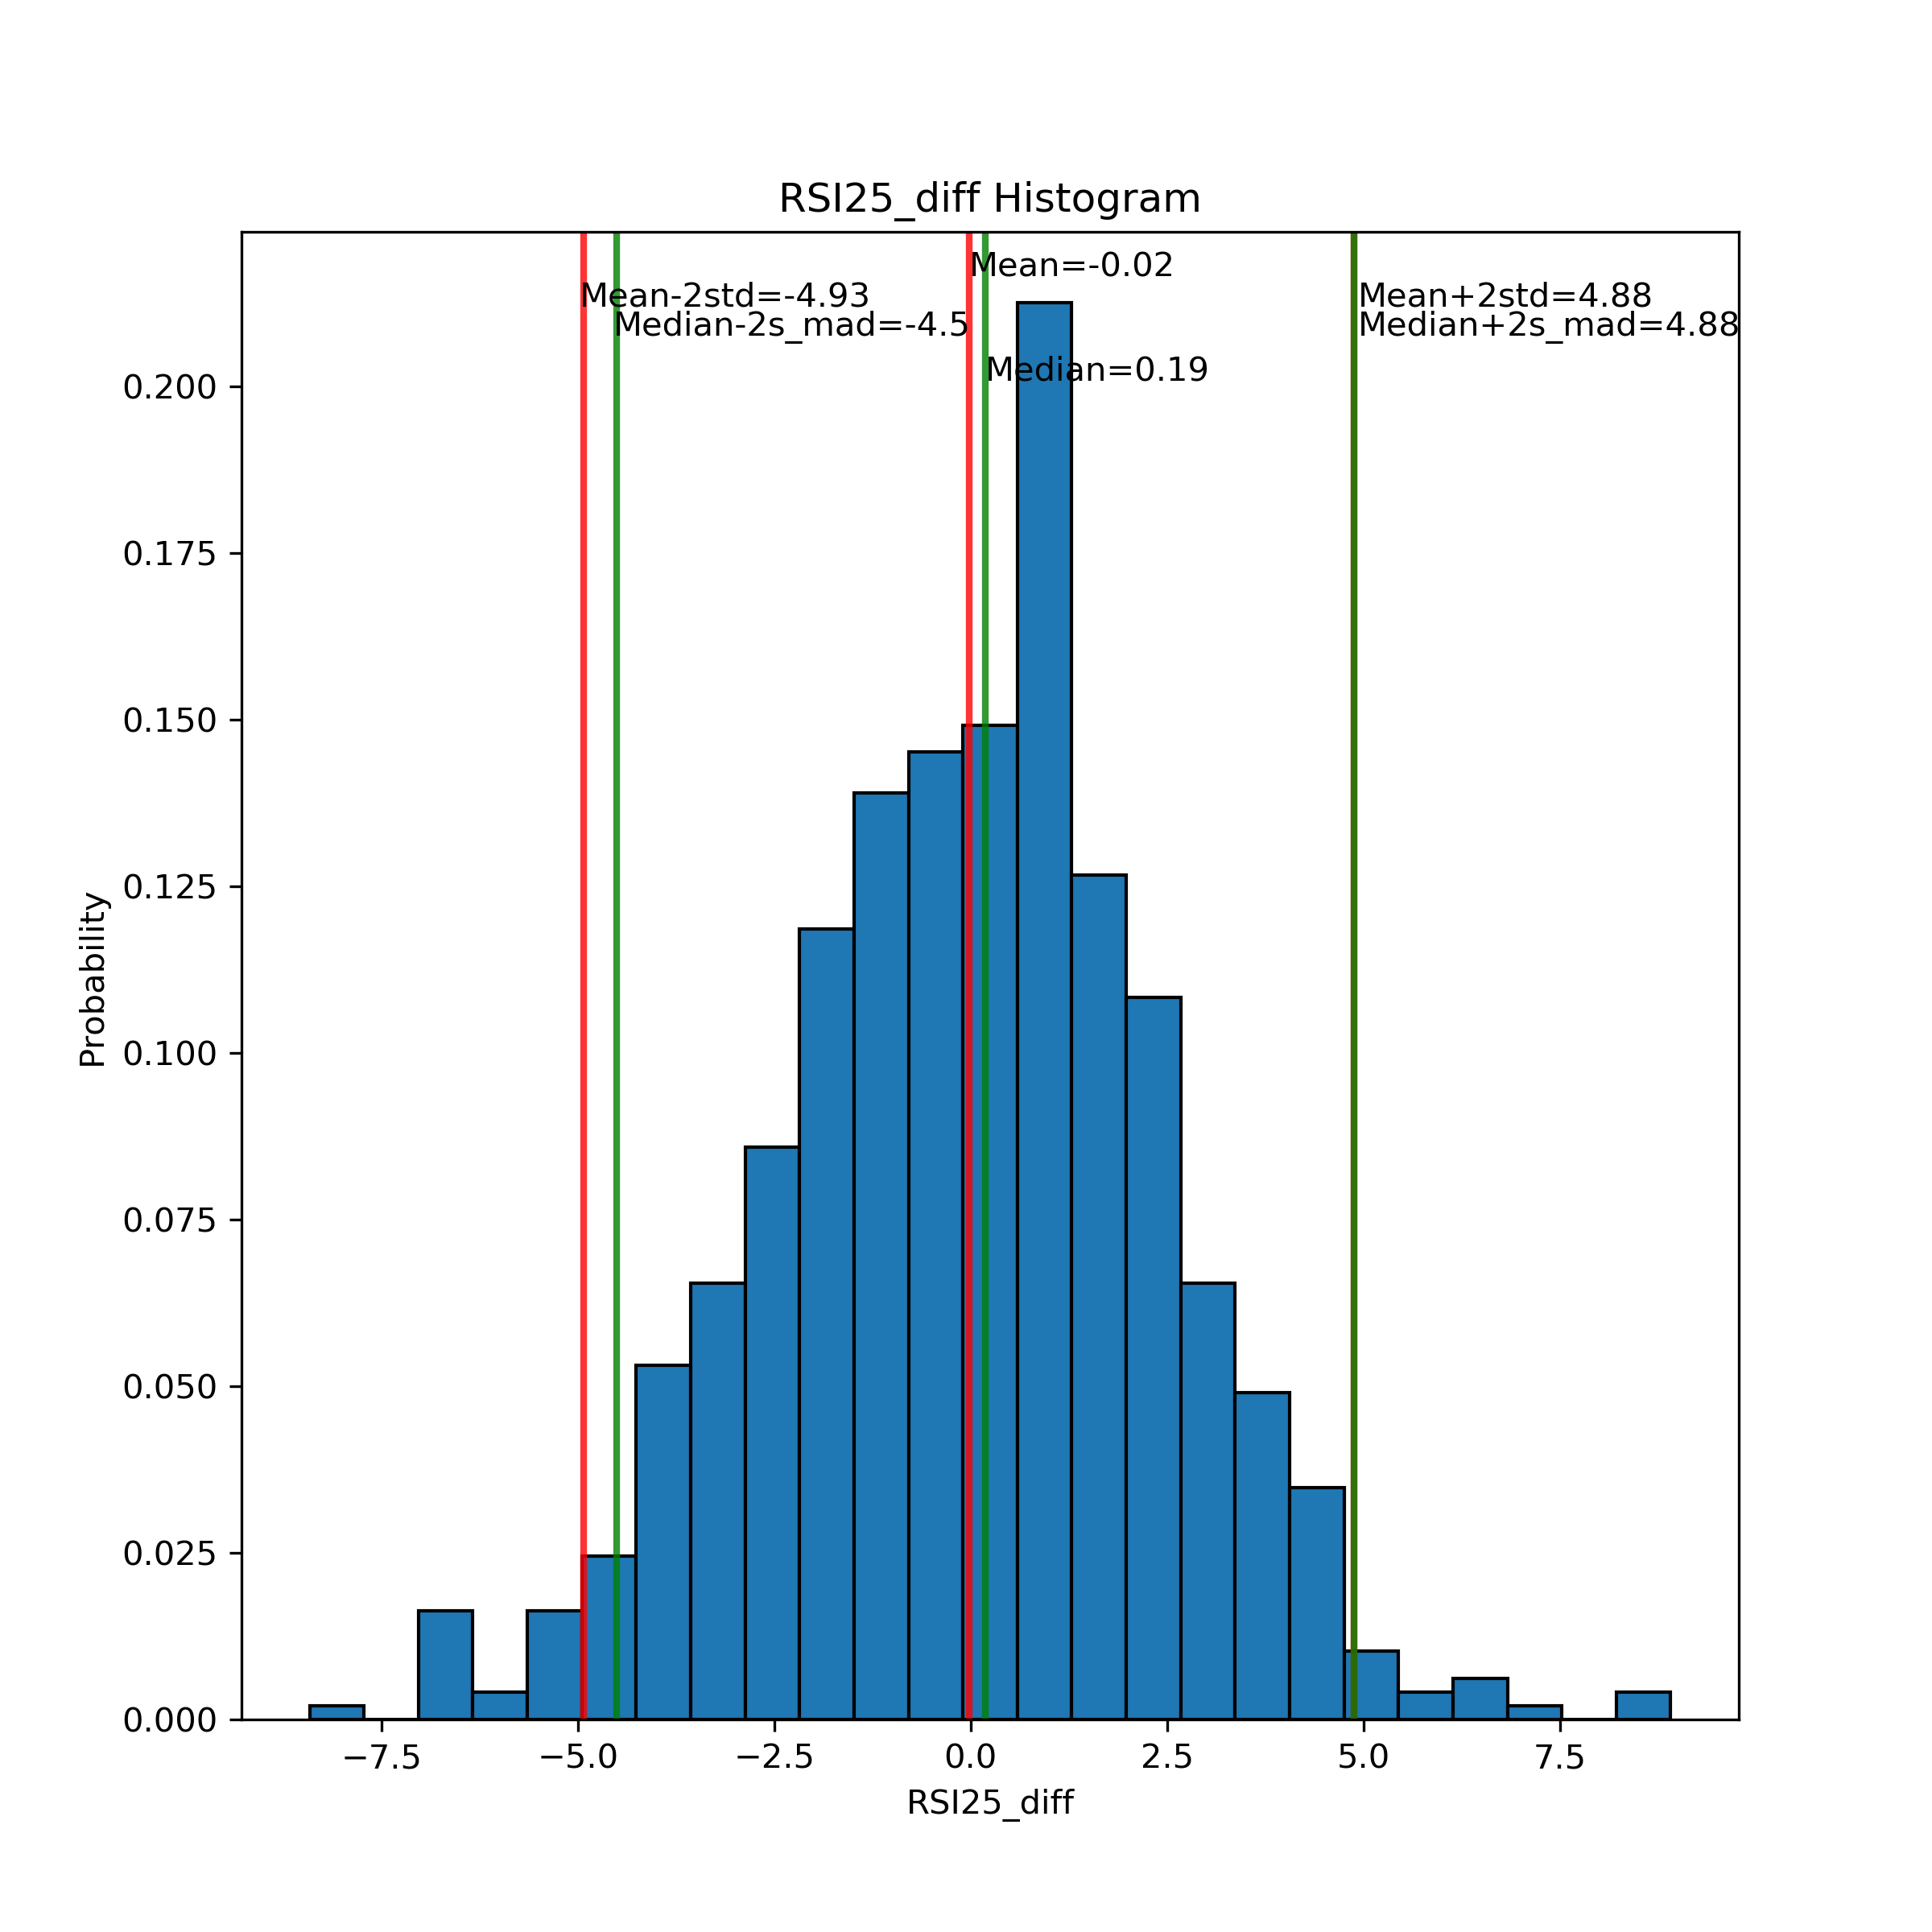 RSI25_diff Histogram
Mean=-0.02
Mean-2std=-4.93
Mean+2std=4.88
Median-2s_mad=-4.5
Median+2s_mad=4.88
Median=0.19
0.200
0.175
0.150
0.125
0.100
0.075
0.050
0.025
0.000
Probability
−7.5 −5.0 −2.5 0.0 2.5 5.0 7.5
RSI25_diff